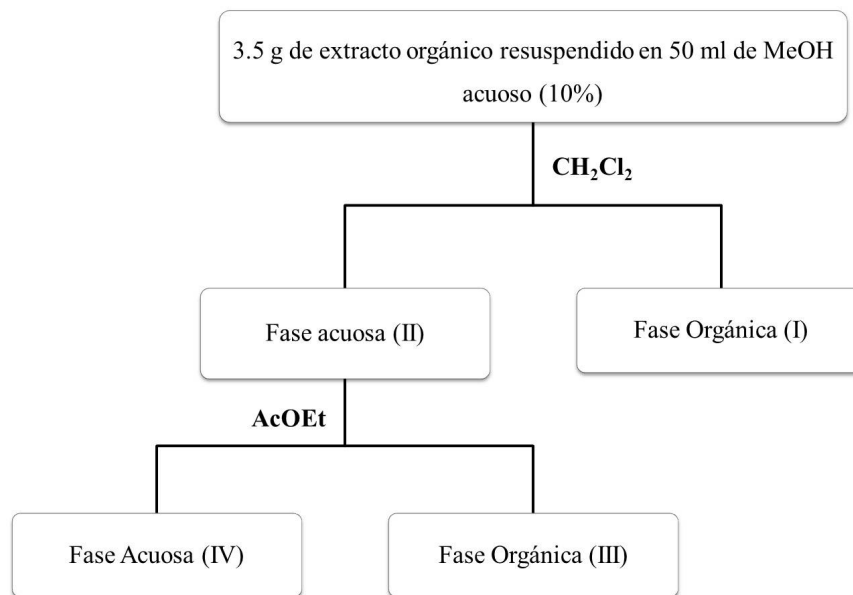 3.5 g de extracto orgánico resuspendido en 50 ml de MeOH
acuoso (10%)
CH₂Cl₂
Fase acuosa (II)
Fase Orgánica (I)
AcOEt
Fase Acuosa (IV)
Fase Orgánica (III)